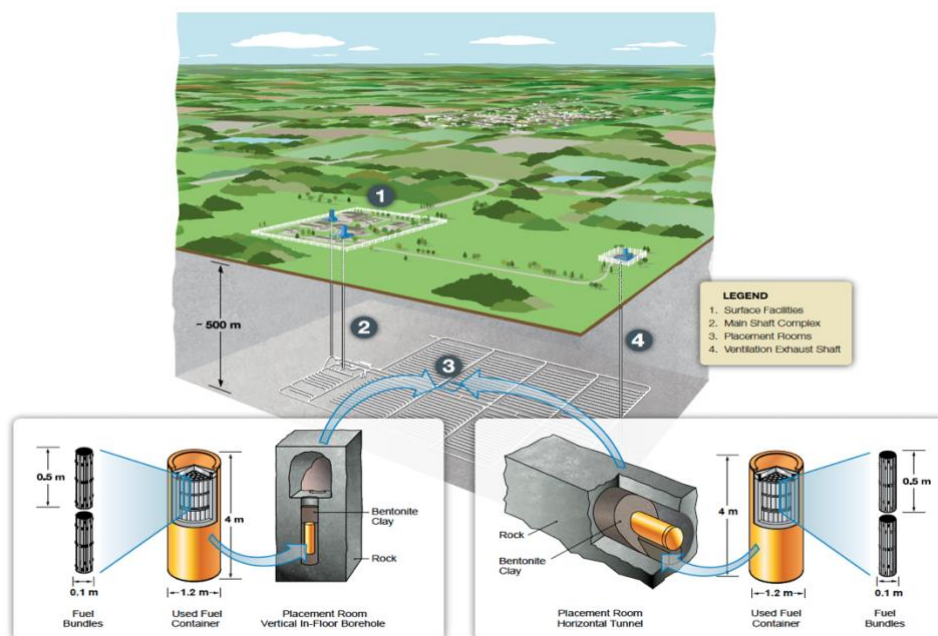 1
2
3
4
~ 500 m
LEGEND
1. Surface Facilities
2. Main Shaft Complex
3. Placement Rooms
4. Ventilation Exhaust Shaft
0.5 m
0.1 m
Fuel
Bundles
4 m
1.2 m
Used Fuel
Container
Bentonite
Clay
Rock
Placement Room
Vertical In-Floor Borehole
Rock
Bentonite
Clay
Placement Room
Horizontal Tunnel
4 m
1.2 m
Used Fuel
Container
0.5 m
0.1 m
Fuel
Bundles